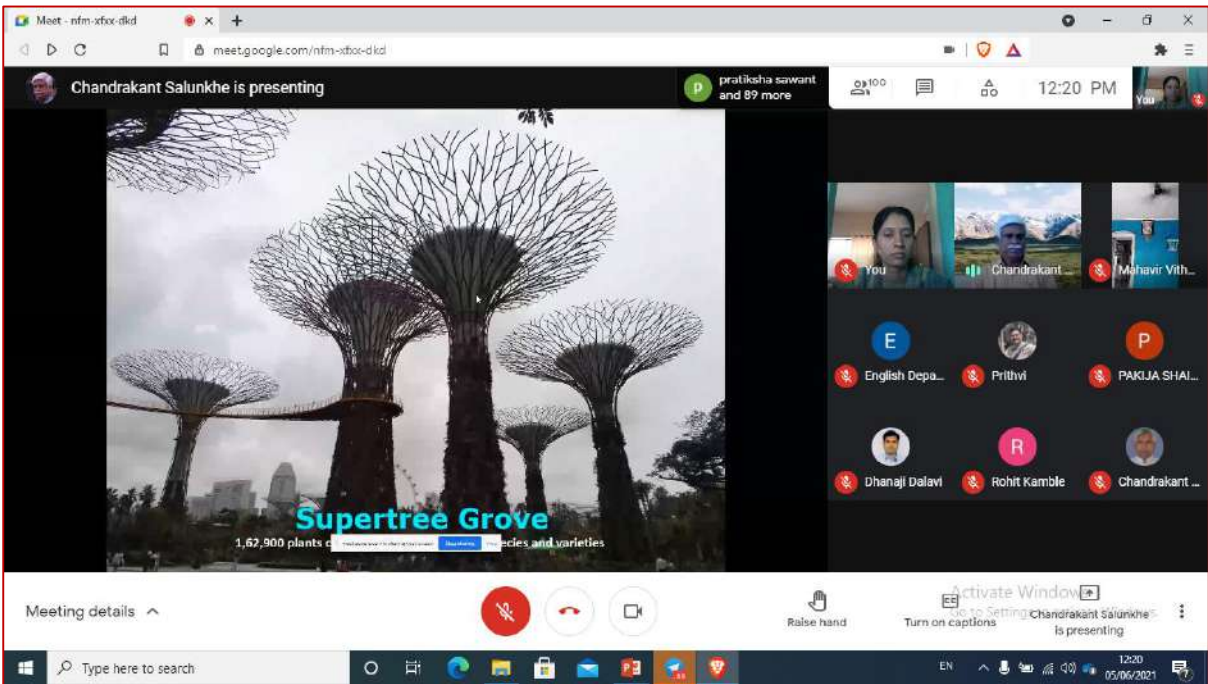 Meet - nfm-xfxx-dkd
meet.google.com/nfm-xfxx-dkd
Chandrakant Salunkhe is presenting
P
pratiksha sawant
and 89 more
100
12:20 PM
You
You
Chandrakant ...
Mahavir Vith...
E
P
English Depa...
Prithvi
PAKIJA SHAI...
R
Dhanaji Dalavi
Rohit Kamble
Chandrakant ...
Supertree Grove
1,62,900 plants
ecies and varieties
Meeting details
Raise hand
Turn on captions
Activate Windows
Go to Settings
Chandrakant Salunkhe
is presenting
Type here to search
EN
12:20
05/06/2021